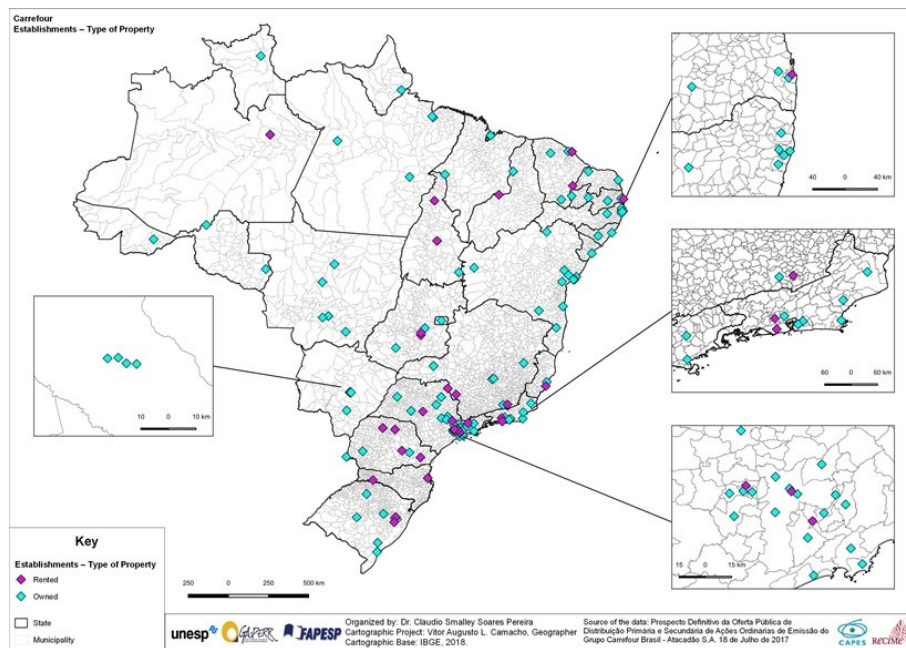 Carrefour
Establishments – Type of Property
40 0 40 km
60 0 60 km
10 0 10 km
15 0 15 km
Key
Establishments – Type of Property
Rented
Owned
State
Municipality
250 0 250 500 km
unesp
GAsPERR
FAPESP
Organized by: Dr. Claudio Smalley Soares Pereira
Cartographic Project: Vitor Augusto L. Camacho, Geographer
Cartographic Base: IBGE, 2018.
Source of the data: Prospecto Definitivo da Oferta Pública de
Distribuição Primária e Secundária de Ações Ordinárias de Emissão do
Grupo Carrefour Brasil - Atacadão S.A. 18 de Julho de 2017
CAPES
RECIME